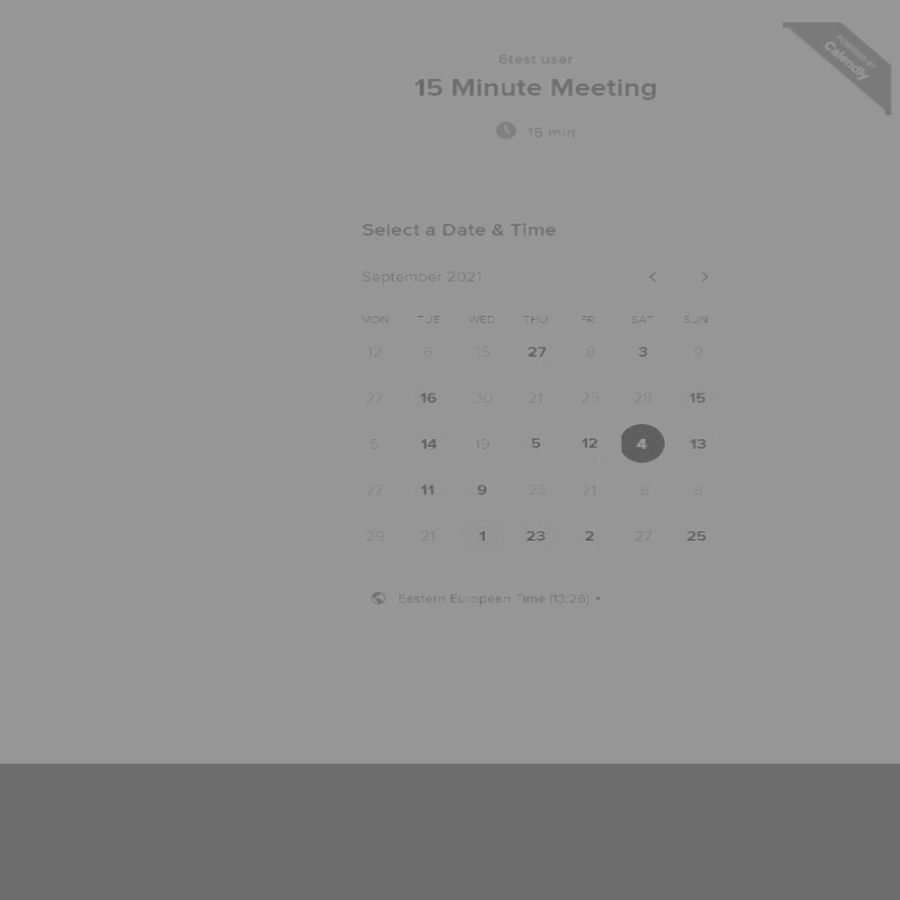 POWERED BY
Calendly
6test user
15 Minute Meeting
15 min
Select a Date & Time
September 2021
MON TUE WED THU FRI SAT SUN
12 6 15 27 8 3 9
27 16 30 21 25 28 15
5 14 19 5 12 4 13
27 11 9 23 21 8 8
29 21 1 23 2 27 25
Eastern European Time (13:26)